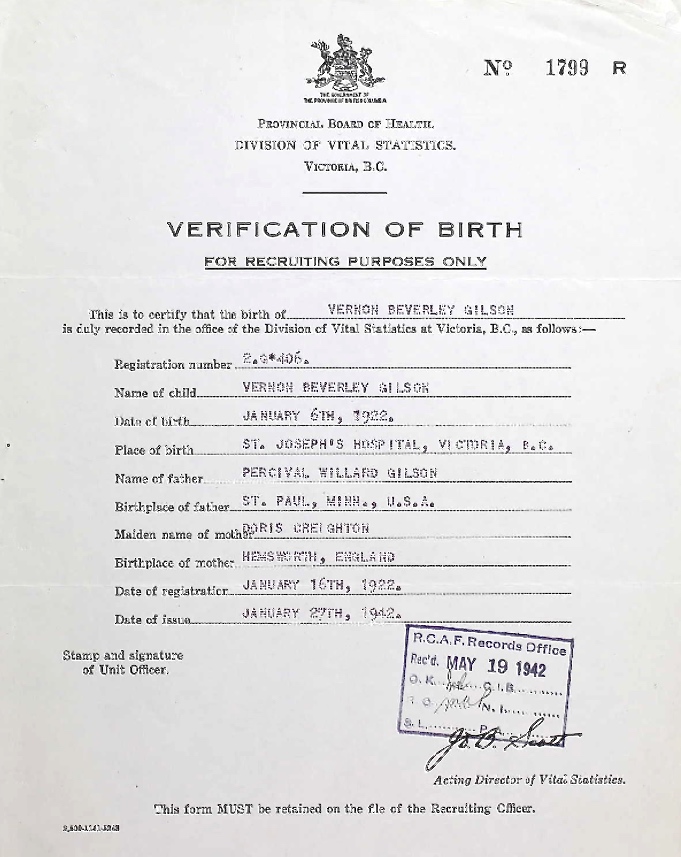 THE GOVERNMENT OF
THE PROVINCE OF BRITISH COLUMBIA
Nº 1799 R
PROVINCIAL BOARD OF HEALTH.
DIVISION OF VITAL STATISTICS.
VICTORIA, B.C.
VERIFICATION OF BIRTH
FOR RECRUITING PURPOSES ONLY
This is to certify that the birth of VERNON BEVERLEY GILSON
is duly recorded in the office of the Division of Vital Statistics at Victoria, B.C., as follows:—
Registration number
Name of child VERNON BEVERLEY GILSON
Date of birth JANUARY 6TH, 1922.
Place of birth ST. JOSEPH'S HOSPITAL, VICTORIA, B.C.
Name of father PERCIVAL WILLARD GILSON
Birthplace of father ST. PAUL, MINN., U.S.A.
Maiden name of mother DORIS CREIGHTON
Birthplace of mother HEMSWORTH, ENGLAND
Date of registration JANUARY 16TH, 1922.
Date of issue JANUARY 27TH, 1942.
Stamp and signature
of Unit Officer.
R.C.A.F. Records Office
Rec'd. MAY 19 1942
O.K. C.I.B.
N.I.
S.L. P.
Scott
Acting Director of Vital Statistics.
This form MUST be retained on the file of the Recruiting Officer.